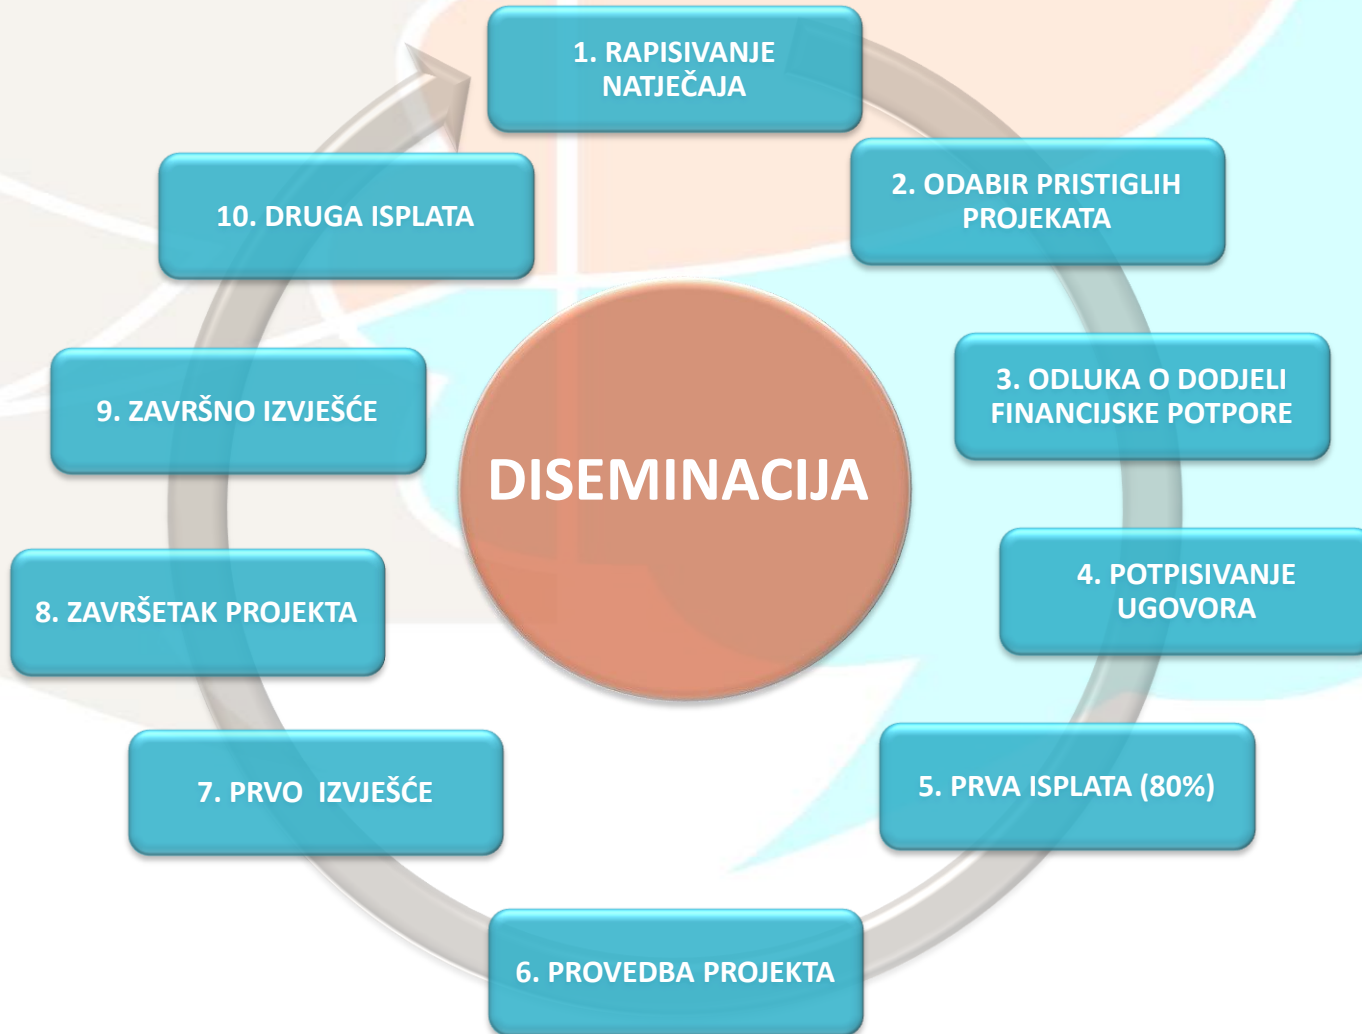 1. RAPISIVANJE
NATJEČAJA
2. ODABIR PRISTIGLIH
PROJEKATA
3. ODLUKA O DODJELI
FINANCIJSKE POTPORE
4. POTPISIVANJE
UGOVORA
5. PRVA ISPLATA (80%)
6. PROVEDBA PROJEKTA
7. PRVO  IZVJEŠĆE
8. ZAVRŠETAK PROJEKTA
9. ZAVRŠNO IZVJEŠĆE
10. DRUGA ISPLATA
DISEMINACIJA